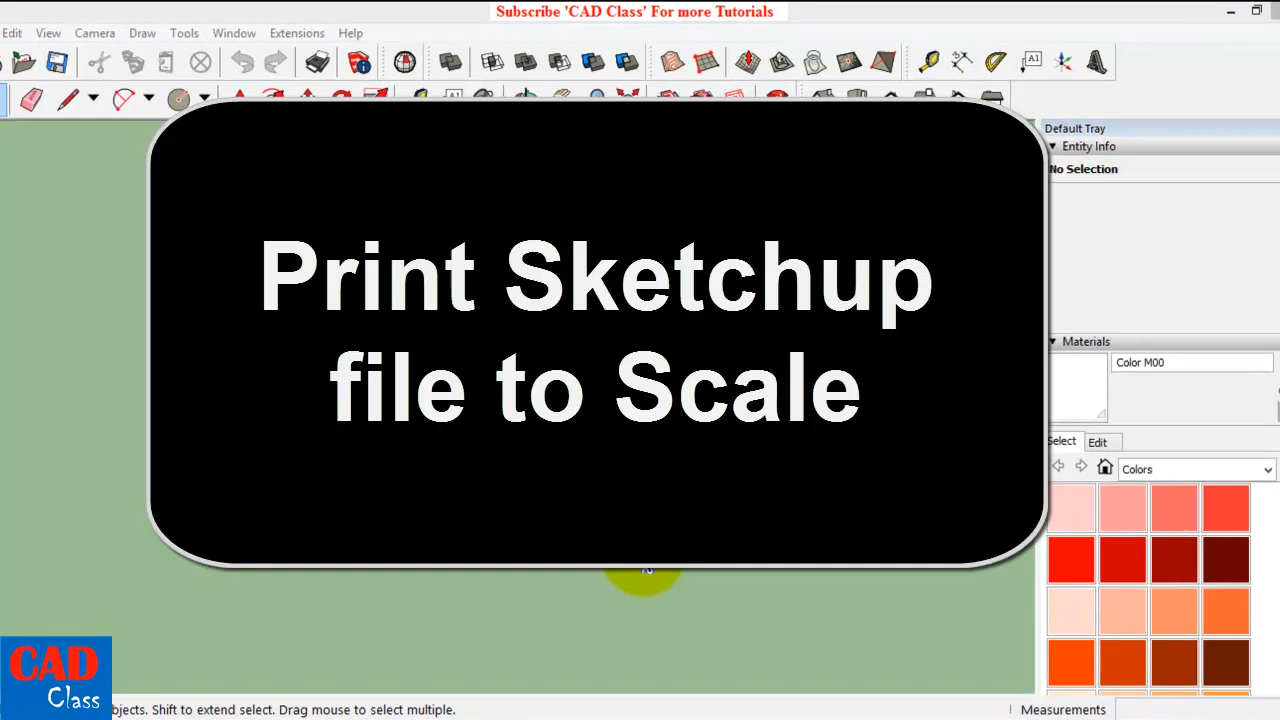 Subscribe 'CAD Class' For more Tutorials
Edit View Camera Draw Tools Window Extensions Help
A1
A1
Default Tray
Entity Info
No Selection
Print Sketchup
file to Scale
Materials
Color M00
Select Edit
Colors
CAD
Class
bjects. Shift to extend select. Drag mouse to select multiple.
Measurements